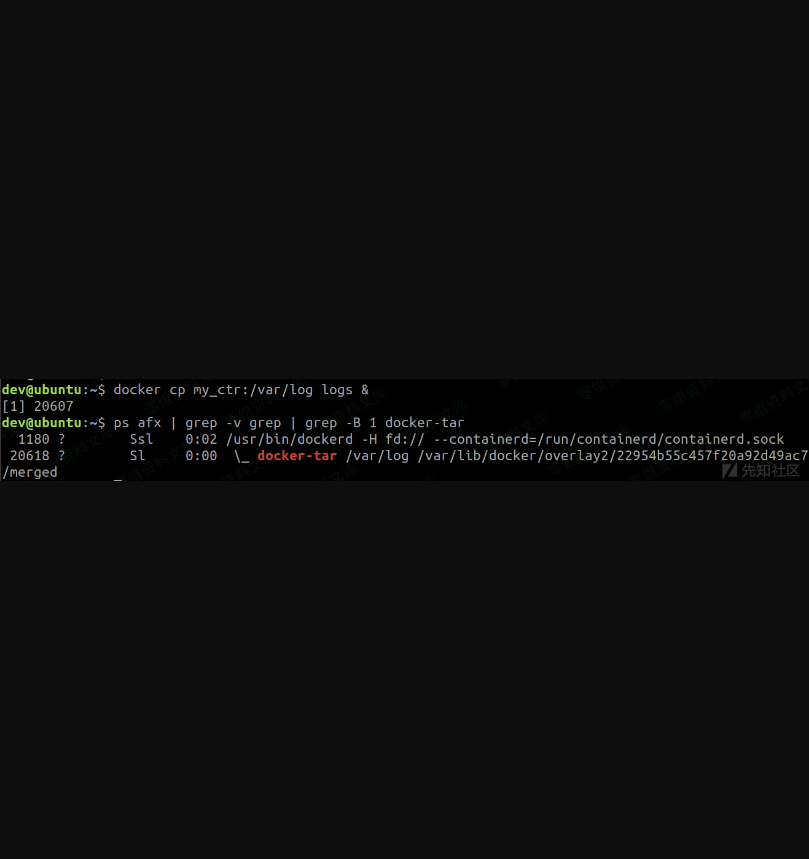 dev@ubuntu:~$ docker cp my_ctr:/var/log logs &
[1] 20607
dev@ubuntu:~$ ps afx | grep -v grep | grep -B 1 docker-tar
1180 ? Ssl 0:02 /usr/bin/dockerd -H fd:// --containerd=/run/containerd/containerd.sock
20618 ? Sl 0:00 \_ docker-tar /var/log /var/lib/docker/overlay2/22954b55c457f20a92d49ac7
/merged _
先知社区